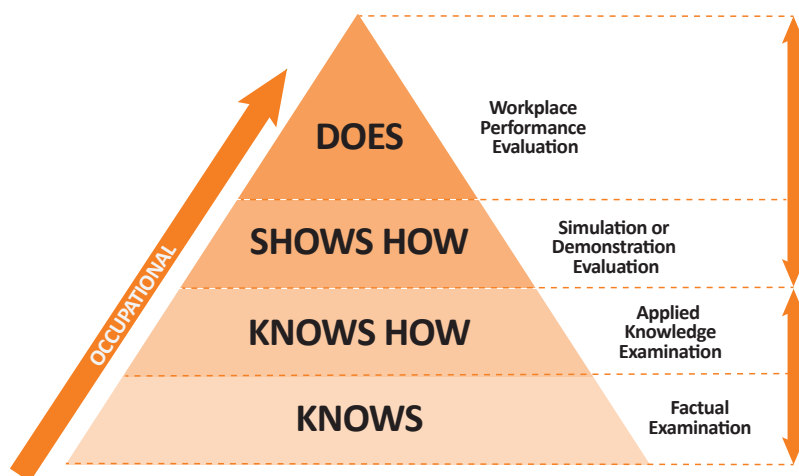 DOES
Workplace
Performance
Evaluation
SHOWS HOW
Simulation or
Demonstration
Evaluation
OCCUPATIONAL
KNOWS HOW
Applied
Knowledge
Examination
KNOWS
Factual
Examination